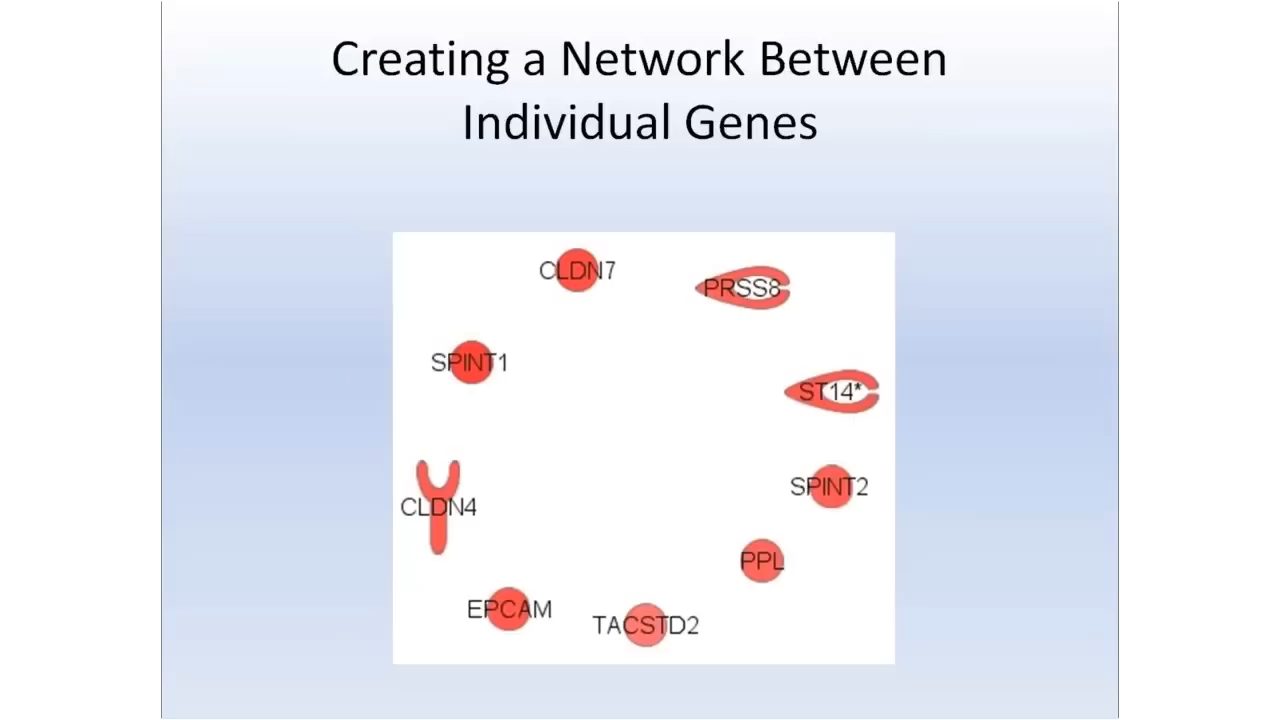 Creating a Network Between
Individual Genes
CLDN7
PRSS8
SPINT1
ST14*
SPINT2
CLDN4
PPL
EPCAM
TACSTD2